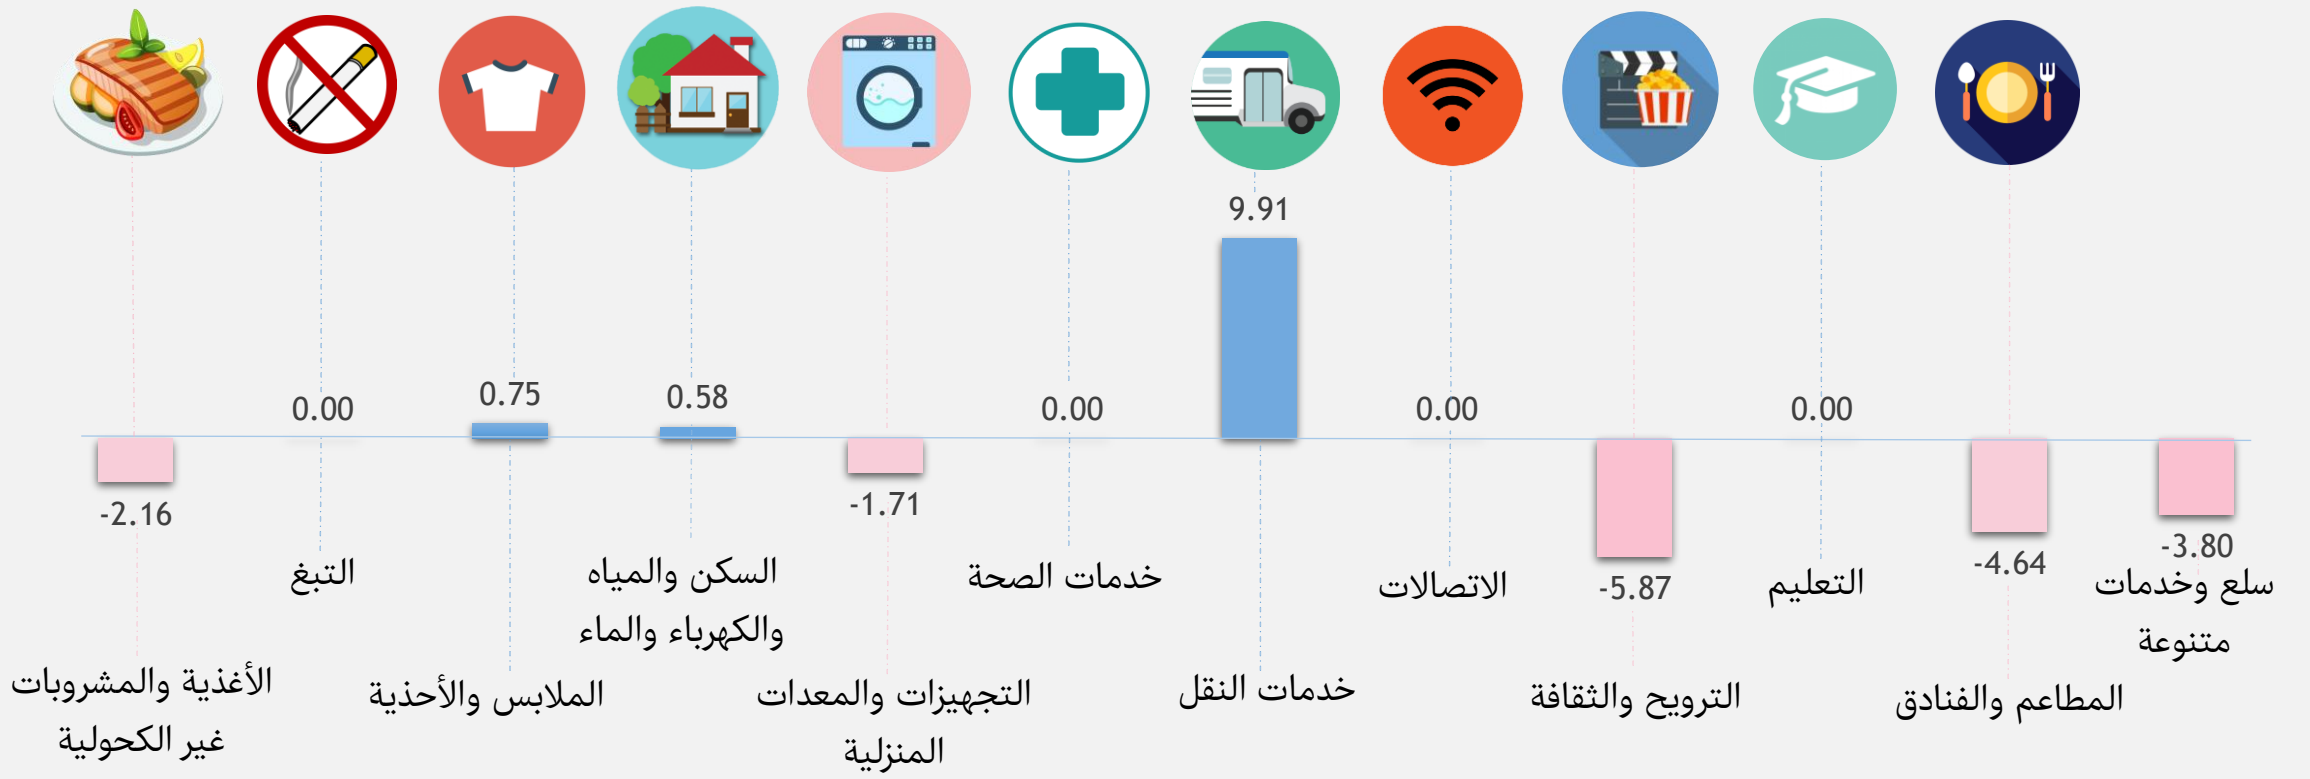 9.91
0.00
0.75
0.58
0.00
0.00
0.00
-2.16
-1.71
-5.87
-4.64
-3.80
التبغ
السكن والمياه
والكهرباء والماء
خدمات الصحة
الاتصالات
التعليم
سلع وخدمات
متنوعة
الأغذية والمشروبات
غير الكحولية
الملابس والأحذية
التجهيزات والمعدات
المنزلية
خدمات النقل
الترويح والثقافة
المطاعم والفنادق